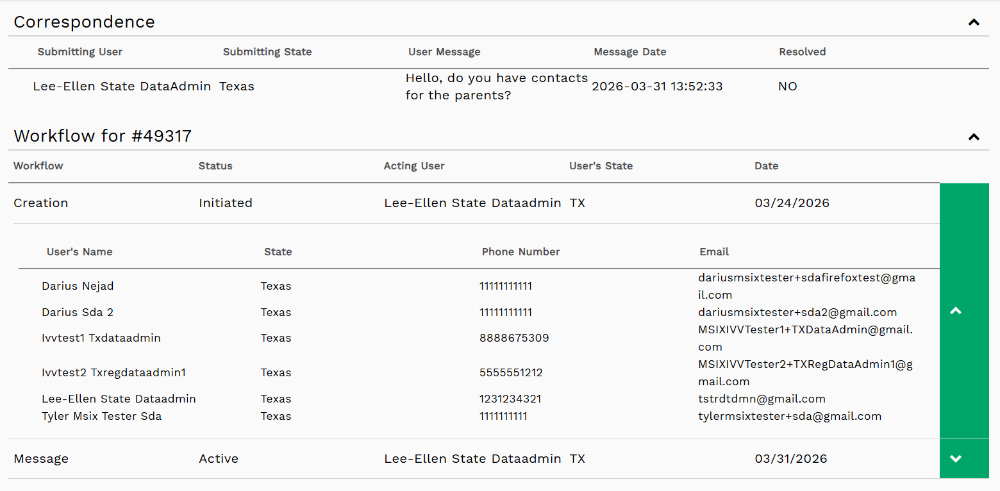 Correspondence
Submitting User Submitting State User Message Message Date Resolved
Lee-Ellen State DataAdmin Texas Hello, do you have contacts for the parents? 2026-03-31 13:52:33 NO
Workflow for #49317
Workflow Status Acting User User's State Date
Creation Initiated Lee-Ellen State Dataadmin TX 03/24/2026
User's Name State Phone Number Email
Darius Nejad Texas 11111111111 dariusmsixtester+sdafirefoxtest@gmail.com
Darius Sda 2 Texas 11111111111 dariusmsixtester+sda2@gmail.com
Ivvtest1 Txdataadmin Texas 8888675309 MSIXIVVTester1+TXDataAdmin@gmail.com
Ivvtest2 Txregdataadmin1 Texas 5555551212 MSIXIVVTester2+TXRegDataAdmin1@gmail.com
Lee-Ellen State Dataadmin Texas 1231234321 tstrdtdmn@gmail.com
Tyler Msix Tester Sda Texas 1111111111 tylermsixtester+sda@gmail.com
Message Active Lee-Ellen State Dataadmin TX 03/31/2026